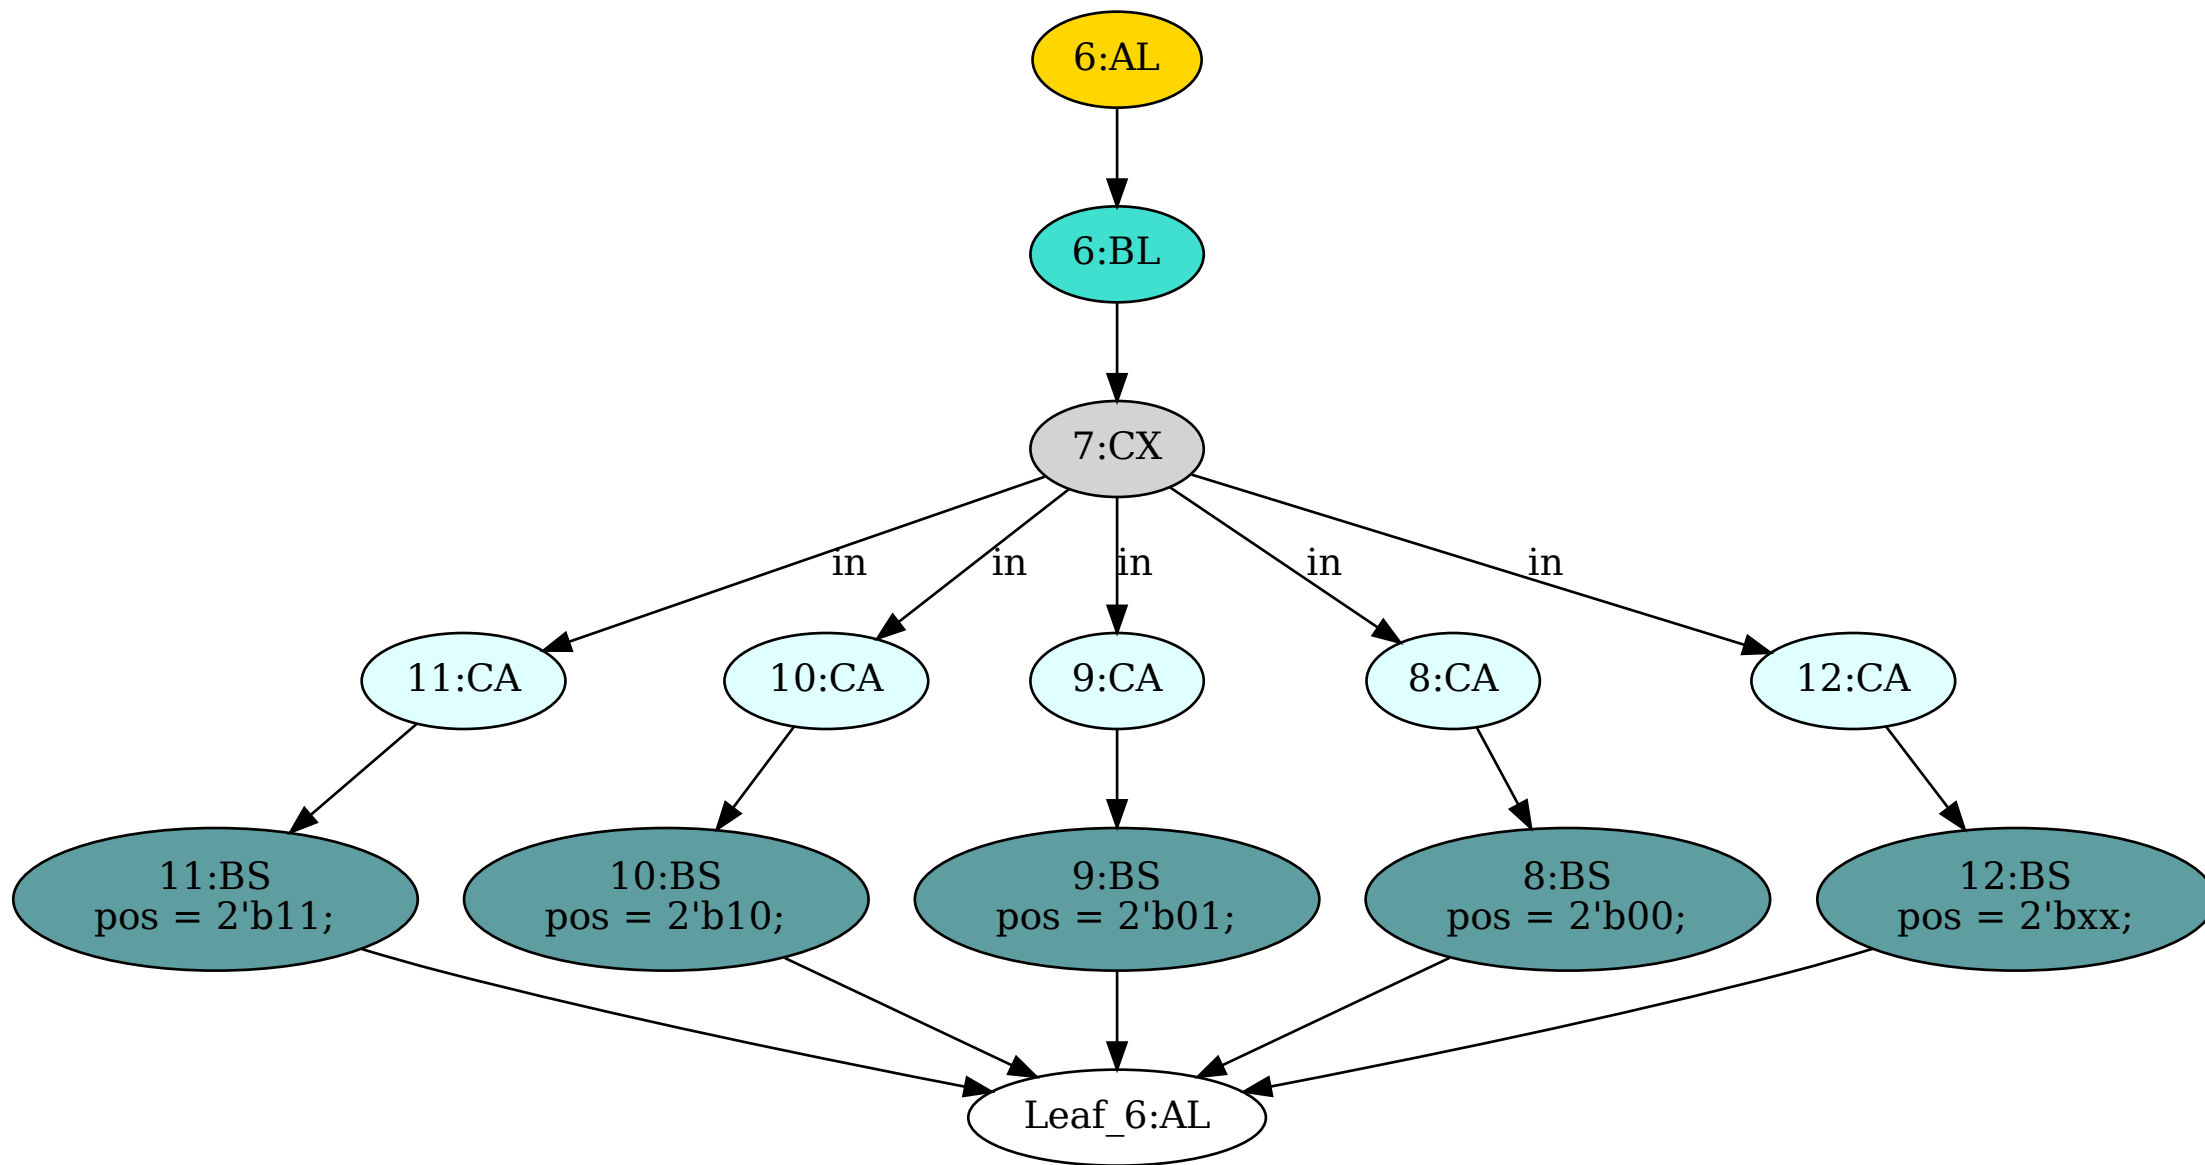 6:AL
6:BL
7:CX
in
in
in
in
in
11:CA
10:CA
9:CA
8:CA
12:CA
11:BS
pos = 2'b11;
10:BS
pos = 2'b10;
9:BS
pos = 2'b01;
8:BS
pos = 2'b00;
12:BS
pos = 2'bxx;
Leaf_6:AL